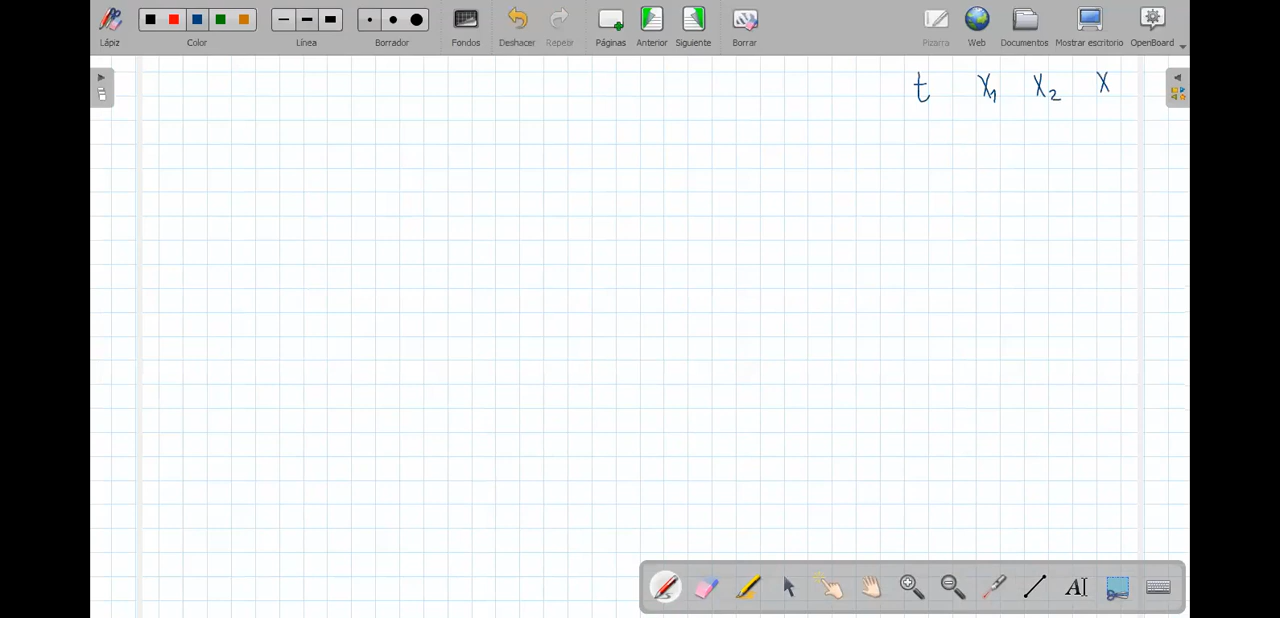 Lápiz Color Línea Borrador Fondos Deshacer Repetir Páginas Anterior Siguiente Borrar Pizarra Web Documentos Mostrar escritorio OpenBoard
t x₁ x₂ x
AI